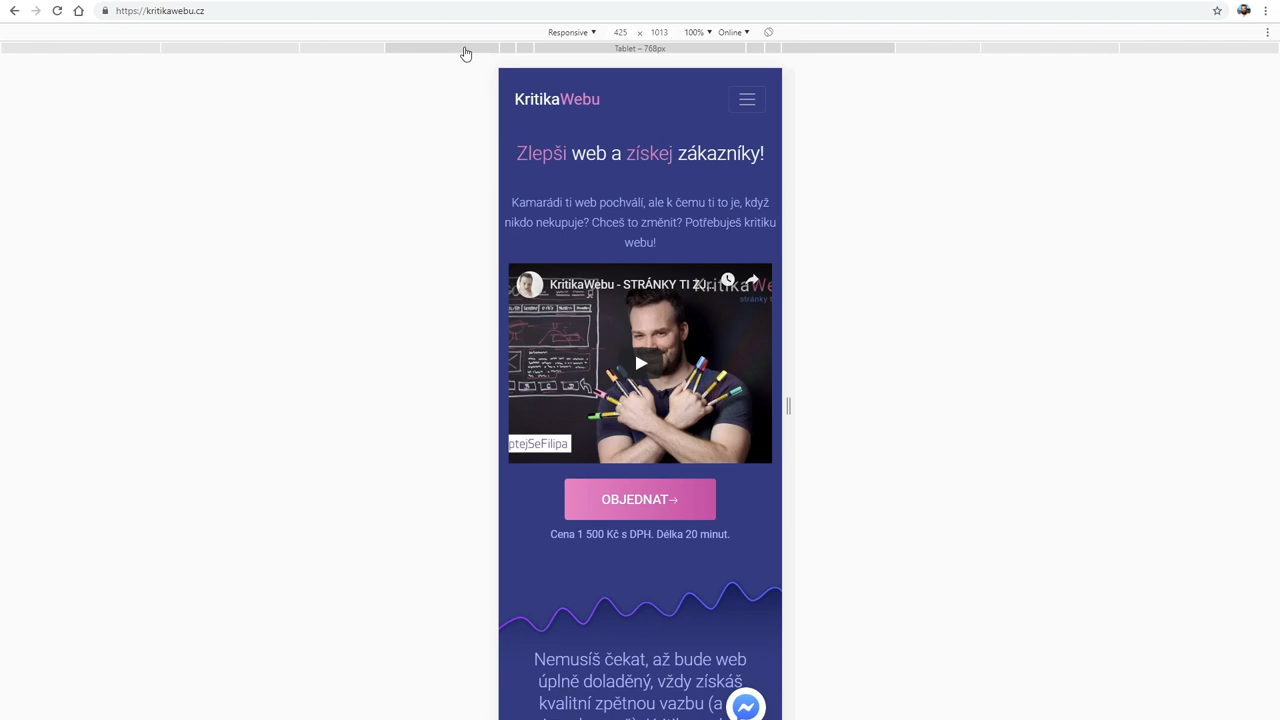 https://kritikawebu.cz
Responsive 425 × 1013 100% Online
Tablet – 768px
KritikaWebu
Zlepši web a získej zákazníky!
Kamarádi ti web pochválí, ale k čemu ti to je, když
nikdo nekupuje? Chceš to změnit? Potřebuješ kritiku
webu!
KritikaWebu - STRÁNKY TI
ptejSeFilipa
OBJEDNAT→
Cena 1 500 Kč s DPH. Délka 20 minut.
Nemusíš čekat, až bude web
úplně doladěný, vždy získáš
kvalitní zpětnou vazbu (a